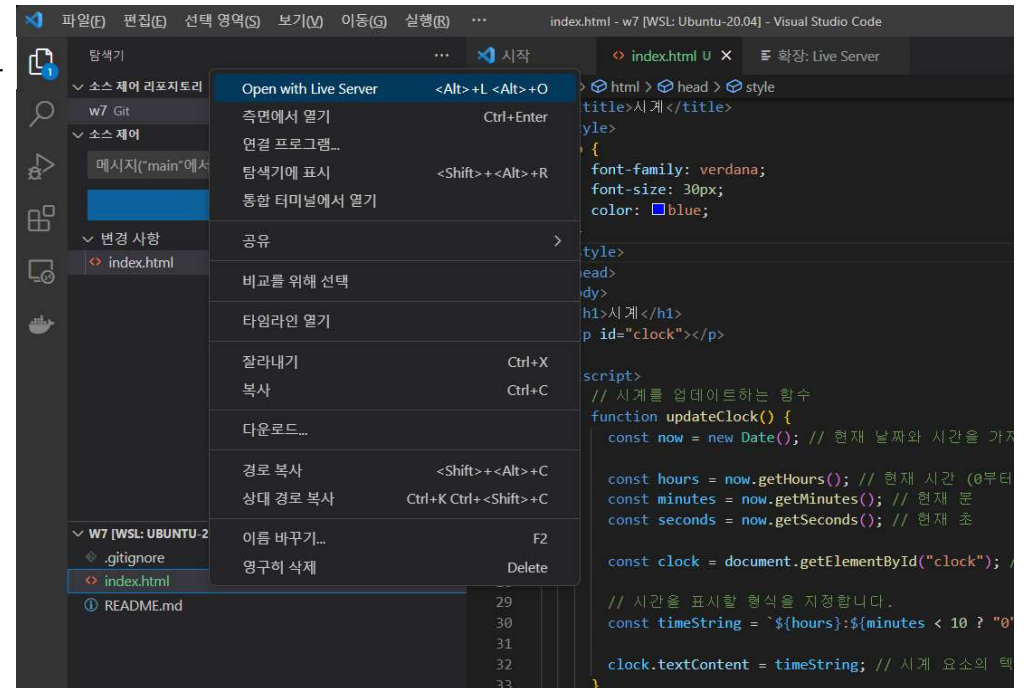 파일(F) 편집(E) 선택 영역(S) 보기(V) 이동(G) 실행(R) ··· index.html - w7 [WSL: Ubuntu-20.04] - Visual Studio Code
탐색기 ···
시작
index.html U ×
확장: Live Server
소스 제어 리포지토리
w7 Git
소스 제어
메시지("main"에서
변경 사항
index.html
W7 [WSL: UBUNTU-2
.gitignore
index.html
README.md
1
Open with Live Server <Alt>+L <Alt>+O
측면에서 열기 Ctrl+Enter
연결 프로그램...
탐색기에 표시 <Shift>+<Alt>+R
통합 터미널에서 열기
공유 >
비교를 위해 선택
타임라인 열기
잘라내기 Ctrl+X
복사 Ctrl+C
다운로드...
경로 복사 <Shift>+<Alt>+C
상대 경로 복사 Ctrl+K Ctrl+<Shift>+C
이름 바꾸기... F2
영구히 삭제 Delete
> html > head > style
title>시계</title>
yle>
{
font-family: verdana;
font-size: 30px;
color: blue;
tyle>
ead>
dy>
h1>시계</h1>
p id="clock"></p>
script>
// 시계를 업데이트하는 함수
function updateClock() {
const now = new Date(); // 현재 날짜와 시간을 가져
const hours = now.getHours(); // 현재 시간 (0부터
const minutes = now.getMinutes(); // 현재 분
const seconds = now.getSeconds(); // 현재 초
const clock = document.getElementById("clock"); /
29 // 시간을 표시할 형식을 지정합니다.
30 const timeString = `${hours}:${minutes < 10 ? "0"
31
32 clock.textContent = timeString; // 시계 요소의 텍
33 }